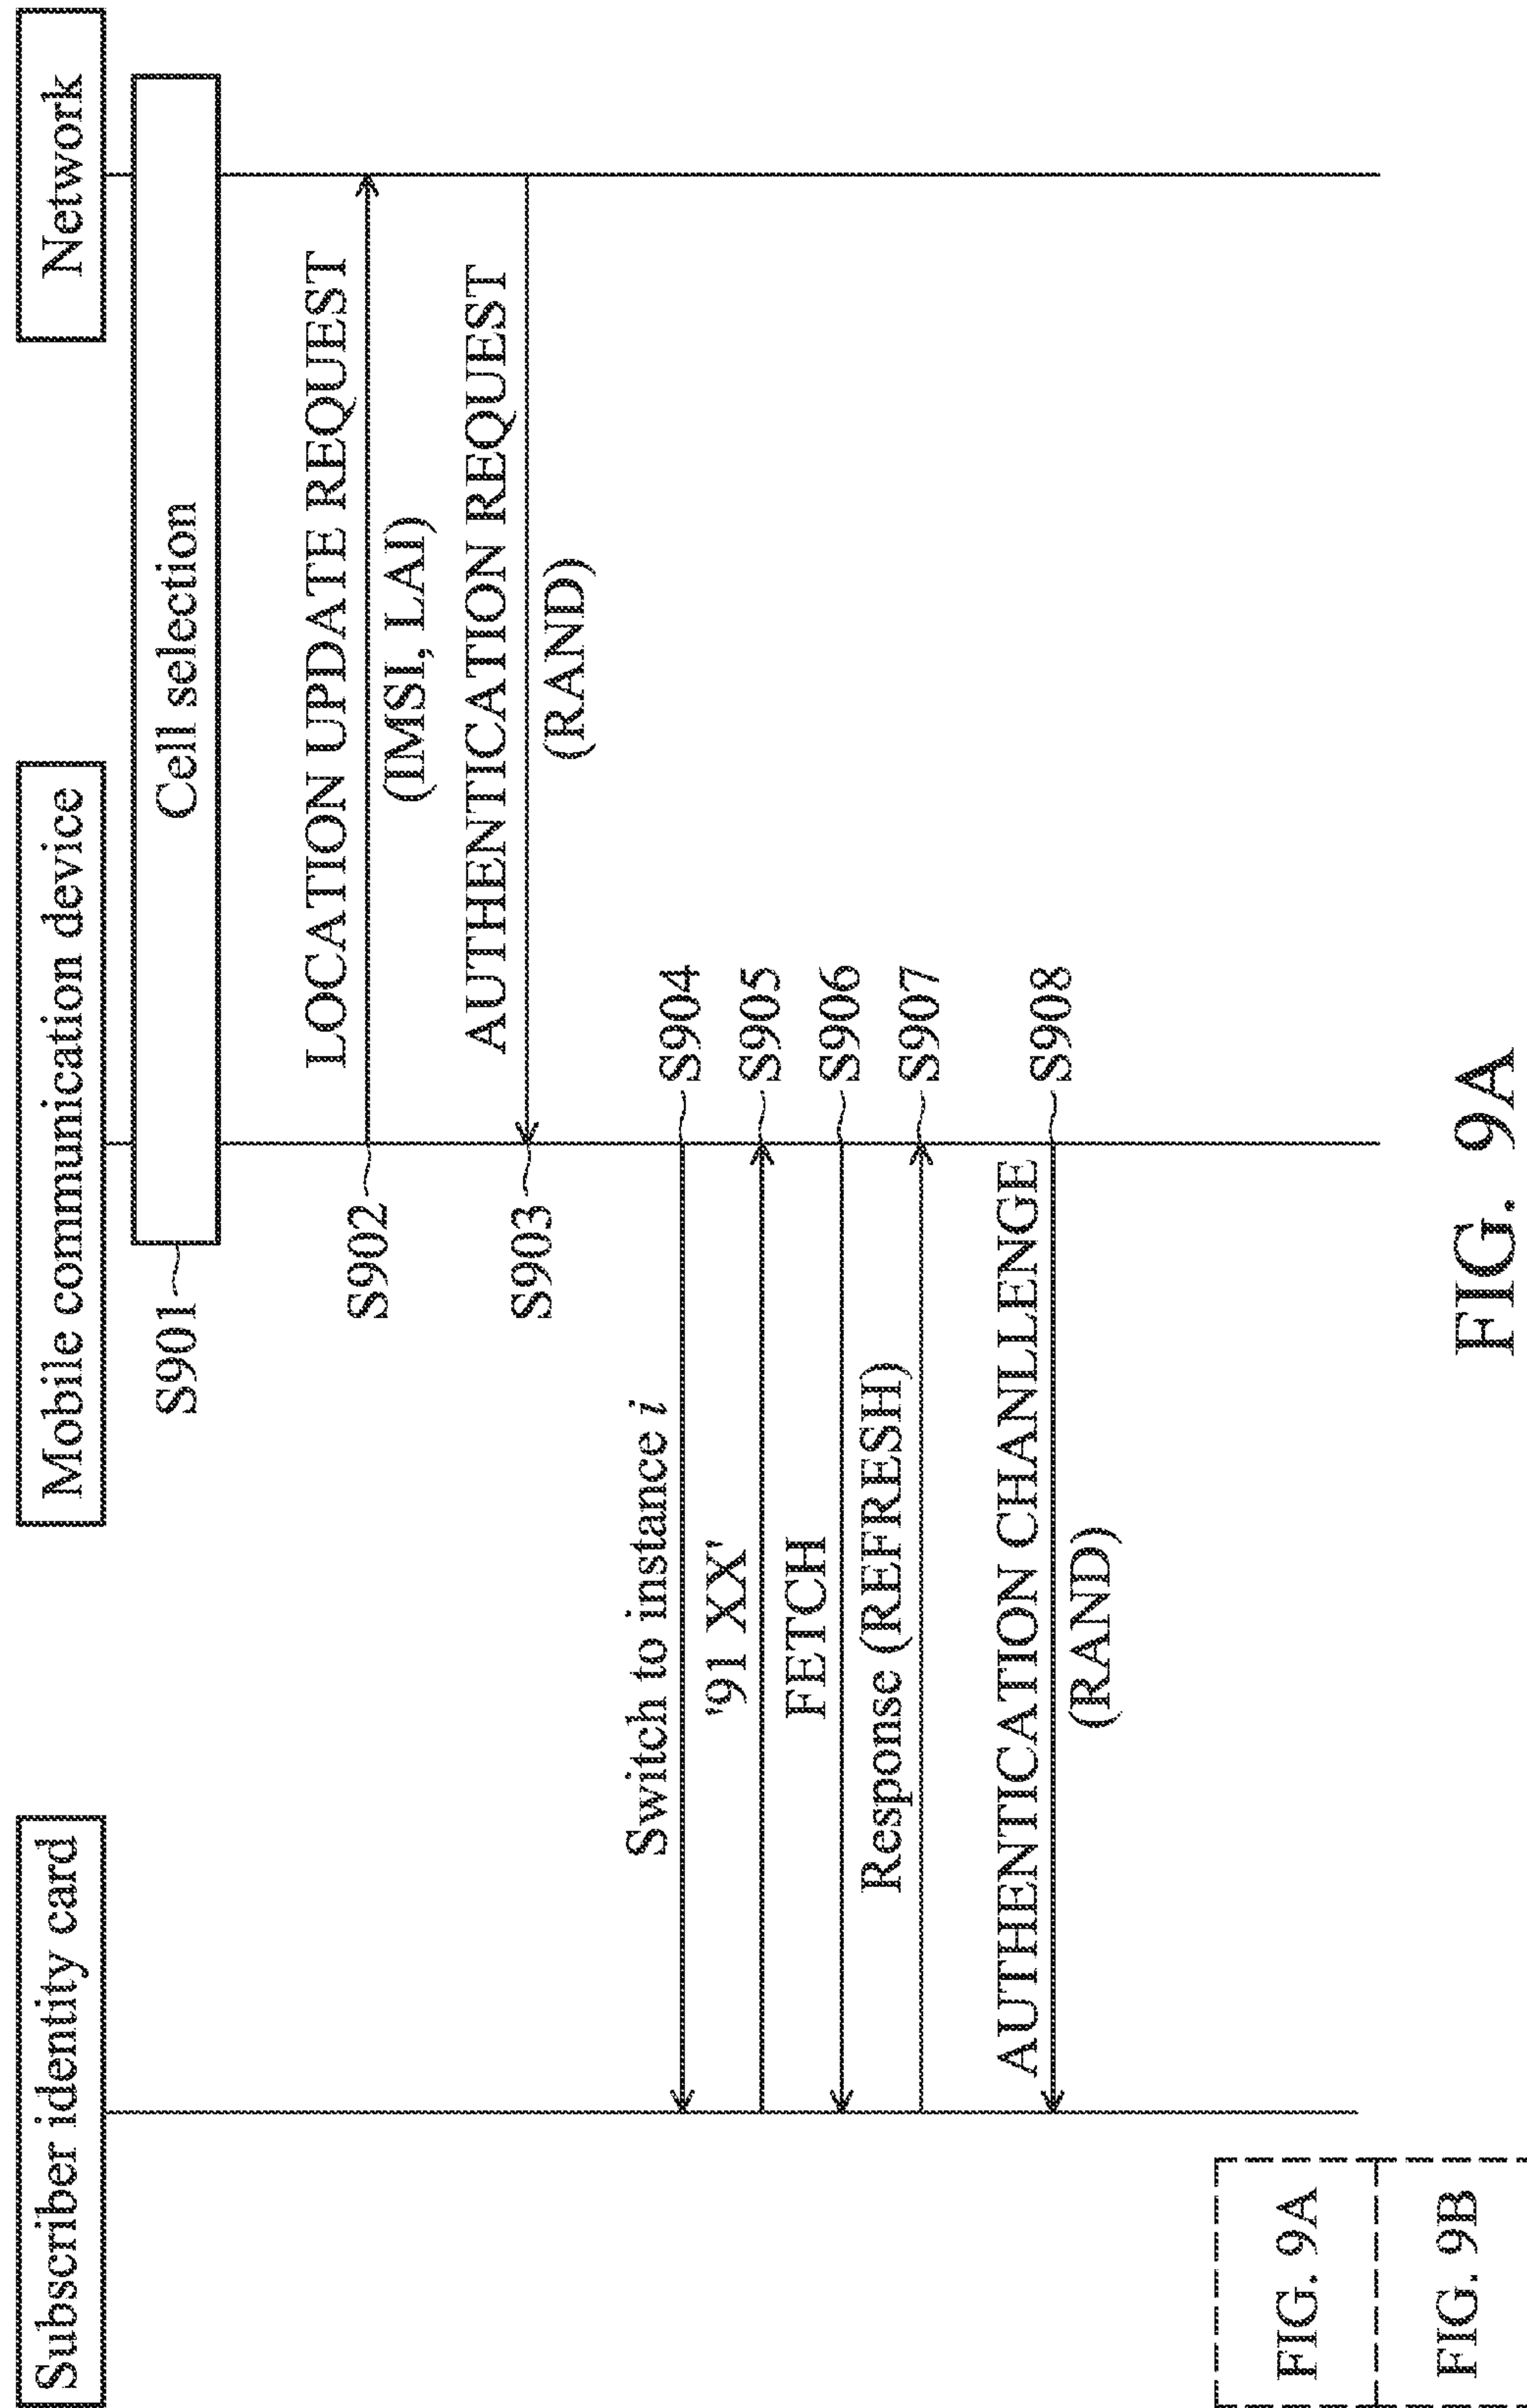 Subscriber identity card
Mobile communication device
Network
S901
Cell selection
LOCATION UPDATE REQUEST
S902
(IMSI, LAI)
AUTHENTICATION REQUEST
S903
(RAND)
Switch to instance i
S904
'91 XX'
S905
FETCH
S906
Response (REFRESH)
S907
AUTHENTICATION CHANLLENGE
S908
(RAND)
FIG. 9A
FIG. 9B
FIG. 9A